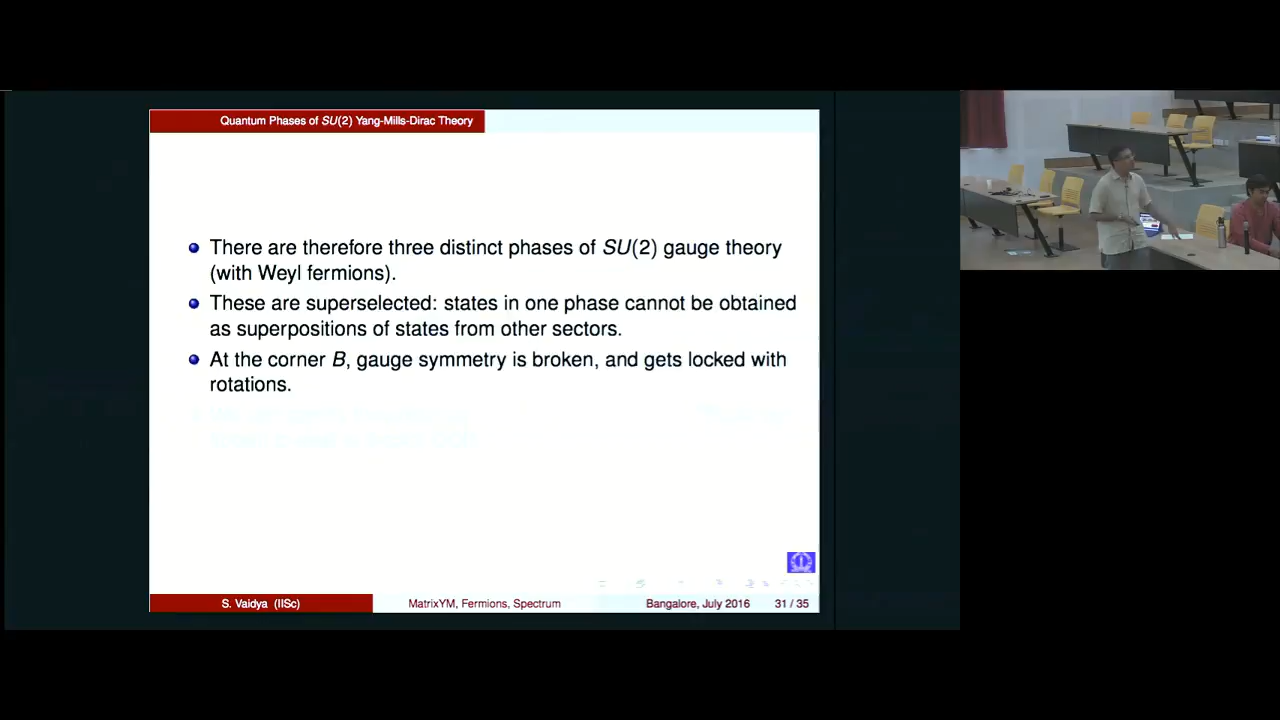 Quantum Phases of SU(2) Yang-Mills-Dirac Theory
There are therefore three distinct phases of SU(2) gauge theory
(with Weyl fermions).
These are superselected: states in one phase cannot be obtained
as superpositions of states from other sectors.
At the corner B, gauge symmetry is broken, and gets locked with
rotations.
S. Vaidya (IISc) MatrixYM, Fermions, Spectrum Bangalore, July 2016 31 / 35